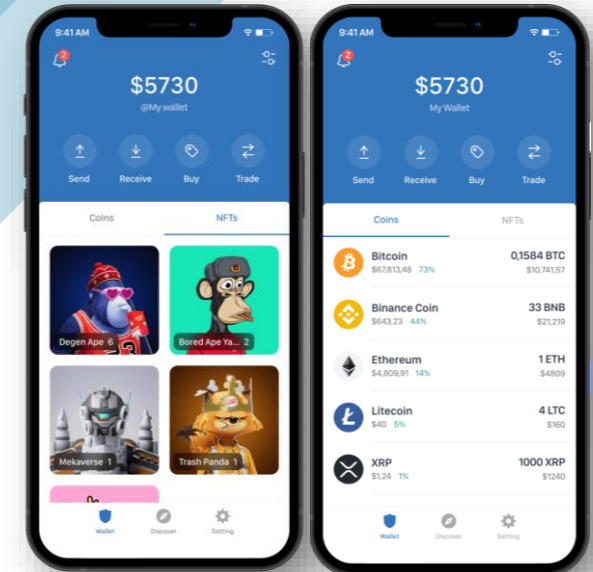 9:41 AM
2
$5730
@My wallet
Send Receive Buy Trade
Coins NFTs
Degen Ape 6
Bored Ape Ya... 2
Mekaverse 1
Trash Panda 1
Wallet Discover Setting
9:41 AM
2
$5730
My Wallet
Send Receive Buy Trade
Coins NFTs
Bitcoin 0,1584 BTC
$67,813,48 73% $10,741,57
Binance Coin 33 BNB
$643,23 44% $21,219
Ethereum 1 ETH
$4,809,91 14% $4809
Litecoin 4 LTC
$40 5% $160
XRP 1000 XRP
$1,24 1% $1240
Wallet Discover Setting